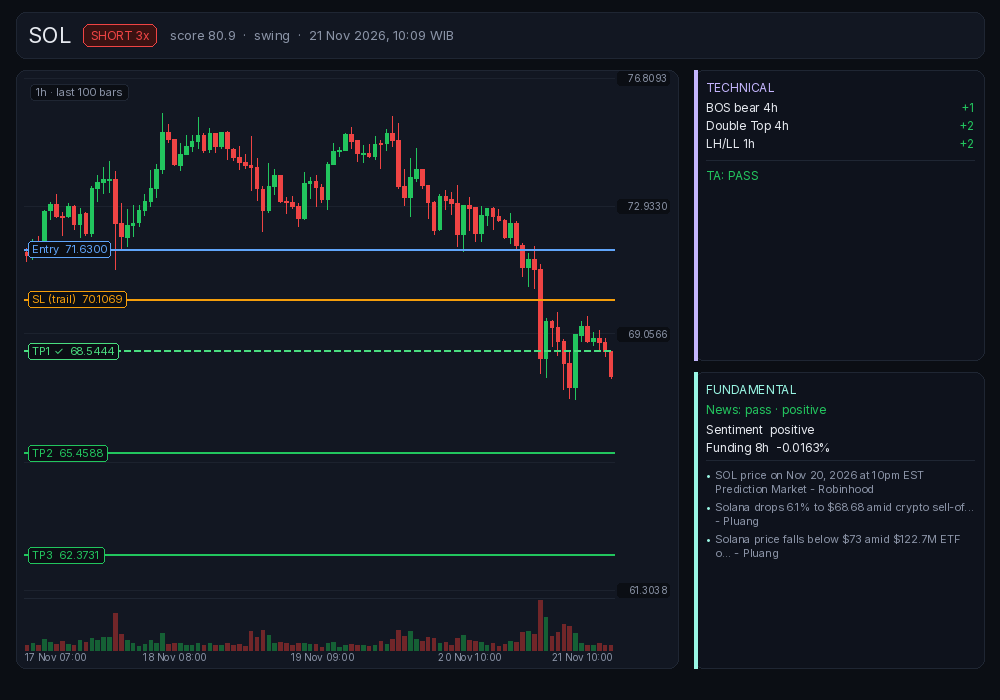 SOL SHORT 3x score 80.9 · swing · 21 Nov 2026, 10:09 WIB
1h · last 100 bars
76.8093
72.9330
Entry 71.6300
SL (trail) 70.1069
69.0566
TP1 ✓ 68.5444
TP2 65.4588
TP3 62.3731
61.3038
17 Nov 07:00 18 Nov 08:00 19 Nov 09:00 20 Nov 10:00 21 Nov 10:00
TECHNICAL
BOS bear 4h +1
Double Top 4h +2
LH/LL 1h +2
TA: PASS
FUNDAMENTAL
News: pass · positive
Sentiment positive
Funding 8h -0.0163%
• SOL price on Nov 20, 2026 at 10pm EST
Prediction Market - Robinhood
• Solana drops 6.1% to $68.68 amid crypto sell-of...
- Pluang
• Solana price falls below $73 amid $122.7M ETF
o... - Pluang